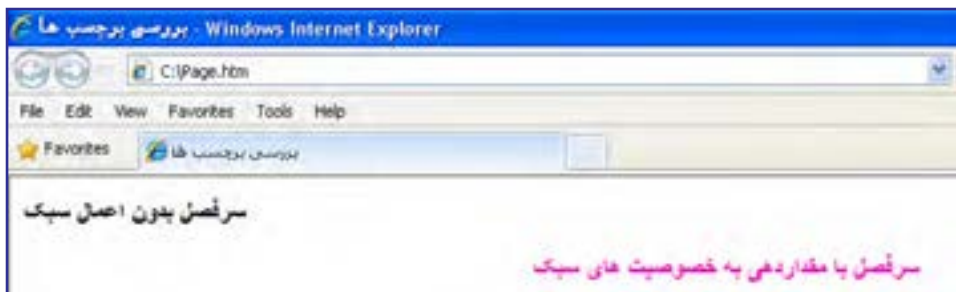 بررسی برچسب ها - Windows Internet Explorer
C:\Page.htm
File Edit View Favorites Tools Help
Favorites بررسی برچسب ها
سرفصل بدون اعمال سبک
سرفصل با مقداردهی به خصوصیت های سبک